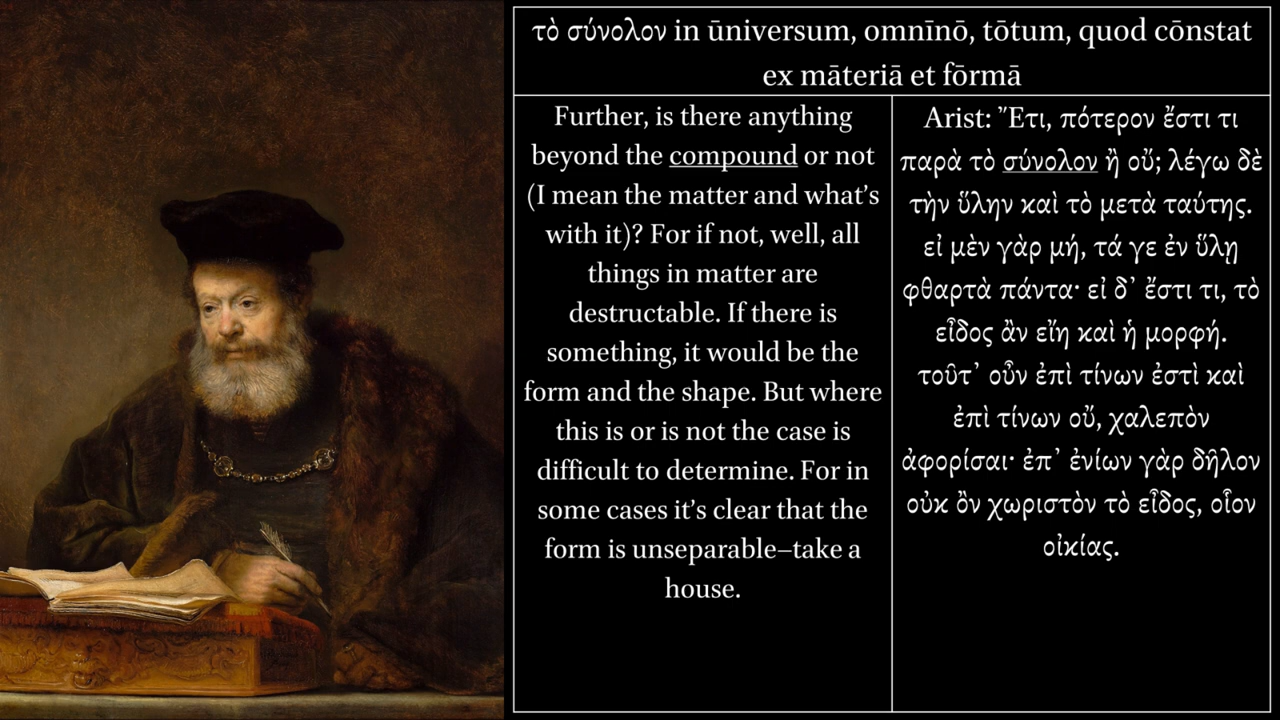 τὸ σύνολον in ūniversum, omnīnō, tōtum, quod cōnstat
ex māteriā et fōrmā
Further, is there anything
beyond the compound or not
(I mean the matter and what’s
with it)? For if not, well, all
things in matter are
destructable. If there is
something, it would be the
form and the shape. But where
this is or is not the case is
difficult to determine. For in
some cases it’s clear that the
form is unseparable–take a
house.
Arist: Ἔτι, πότερον ἔστι τι
παρὰ τὸ σύνολον ἢ οὔ; λέγω δὲ
τὴν ὕλην καὶ τὸ μετὰ ταύτης.
εἰ μὲν γὰρ μή, τά γε ἐν ὕλῃ
φθαρτὰ πάντα· εἰ δ’ ἔστι τι, τὸ
εἶδος ἂν εἴη καὶ ἡ μορφή.
τοῦτ’ οὖν ἐπὶ τίνων ἐστὶ καὶ
ἐπὶ τίνων οὔ, χαλεπὸν
ἀφορίσαι· ἐπ’ ἐνίων γὰρ δῆλον
οὐκ ὂν χωριστὸν τὸ εἶδος, οἷον
οἰκίας.